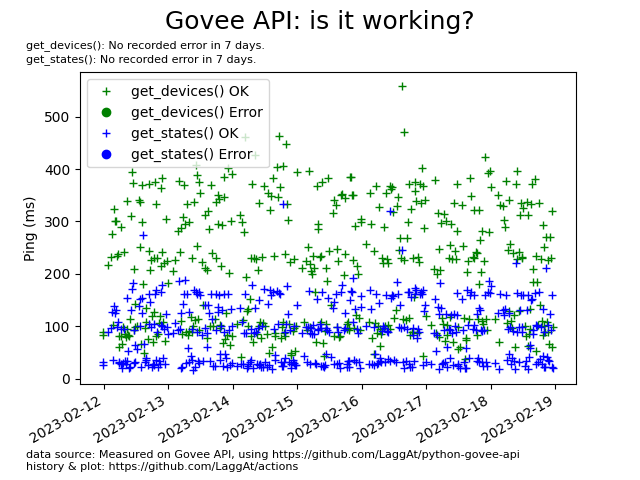 Govee API: is it working?
get_devices(): No recorded error in 7 days.
get_states(): No recorded error in 7 days.
get_devices() OK
get_devices() Error
get_states() OK
get_states() Error
Ping (ms)
500
400
300
200
100
0
2023-02-12
2023-02-13
2023-02-14
2023-02-15
2023-02-16
2023-02-17
2023-02-18
2023-02-19
data source: Measured on Govee API, using https://github.com/LaggAt/python-govee-api
history & plot: https://github.com/LaggAt/actions